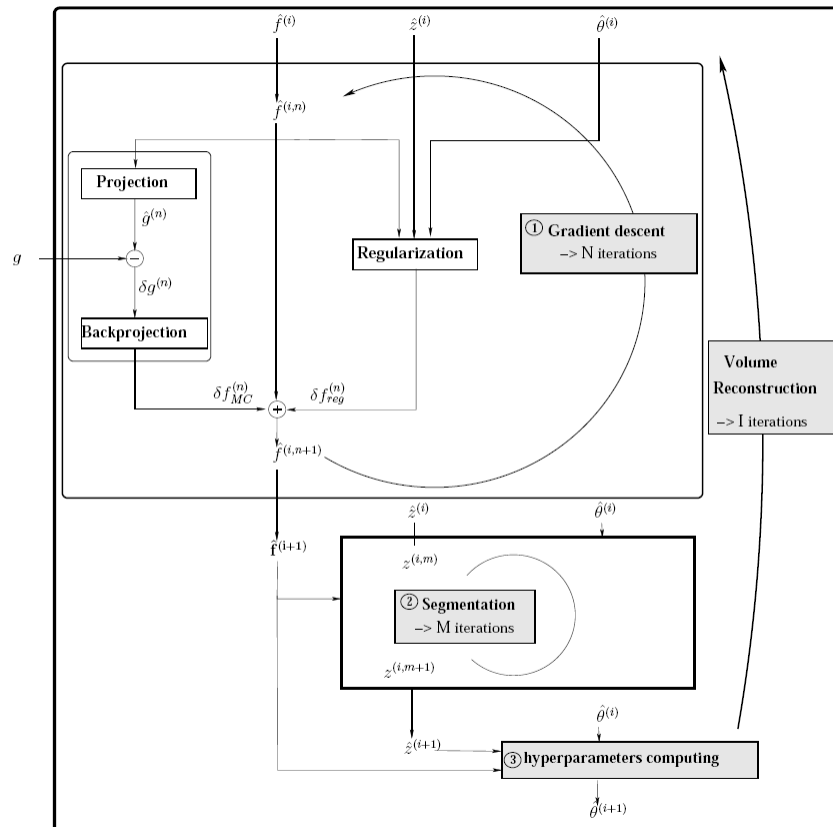 f̂^(i) ẑ^(i) θ̂^(i)
f̂^(i,n)
Projection
ĝ^(n)
① Gradient descent
–> N iterations
Regularization
g
−
δg^(n)
Backprojection
Volume
Reconstruction
–> I iterations
δf_MC^(n) + δf_reg^(n)
f̂^(i,n+1)
ẑ^(i) θ̂^(i)
f̂^(i+1)
z^(i,m)
② Segmentation
–> M iterations
z^(i,m+1)
θ̂^(i)
ẑ^(i+1)
③ hyperparameters computing
θ̂^(i+1)